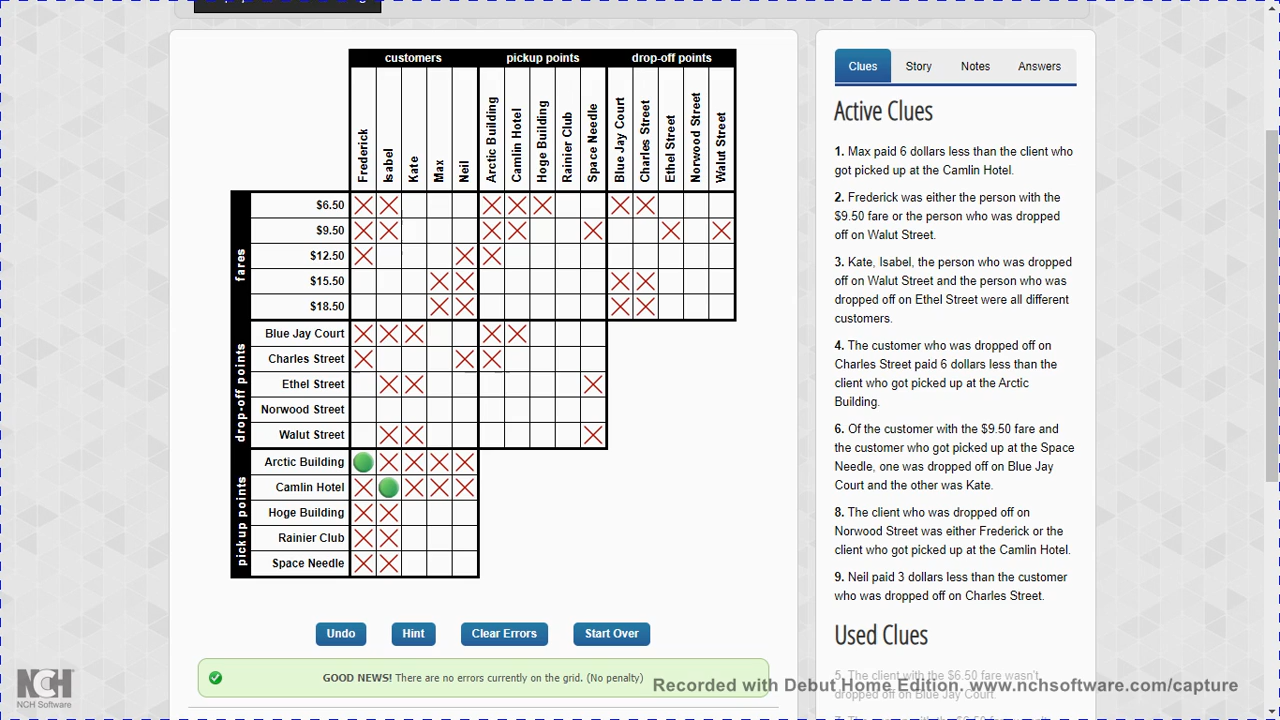 customers
pickup points
drop-off points
Frederick
Isabel
Kate
Max
Neil
Arctic Building
Camlin Hotel
Hoge Building
Rainier Club
Space Needle
Blue Jay Court
Charles Street
Ethel Street
Norwood Street
Walut Street
fares
$6.50
$9.50
$12.50
$15.50
$18.50
drop-off points
Blue Jay Court
Charles Street
Ethel Street
Norwood Street
Walut Street
pickup points
Arctic Building
Camlin Hotel
Hoge Building
Rainier Club
Space Needle
Undo
Hint
Clear Errors
Start Over
GOOD NEWS! There are no errors currently on the grid. (No penalty)
Clues
Story
Notes
Answers
Active Clues
1. Max paid 6 dollars less than the client who
got picked up at the Camlin Hotel.
2. Frederick was either the person with the
$9.50 fare or the person who was dropped
off on Walut Street.
3. Kate, Isabel, the person who was dropped
off on Walut Street and the person who was
dropped off on Ethel Street were all different
customers.
4. The customer who was dropped off on
Charles Street paid 6 dollars less than the
client who got picked up at the Arctic
Building.
6. Of the customer with the $9.50 fare and
the customer who got picked up at the Space
Needle, one was dropped off on Blue Jay
Court and the other was Kate.
8. The client who was dropped off on
Norwood Street was either Frederick or the
client who got picked up at the Camlin Hotel.
9. Neil paid 3 dollars less than the customer
who was dropped off on Charles Street.
Used Clues
5. The client with the $6.50 fare wasn't
dropped off on Blue Jay Court.
NCH
NCH Software
Recorded with Debut Home Edition. www.nchsoftware.com/capture